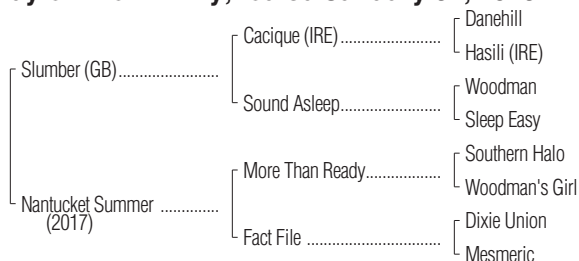 Cacique (IRE)
Danehill
Hasili (IRE)
Slumber (GB)
Sound Asleep
Woodman
Sleep Easy
More Than Ready
Southern Halo
Woodman's Girl
Nantucket Summer
(2017)
Fact File
Dixie Union
Mesmeric